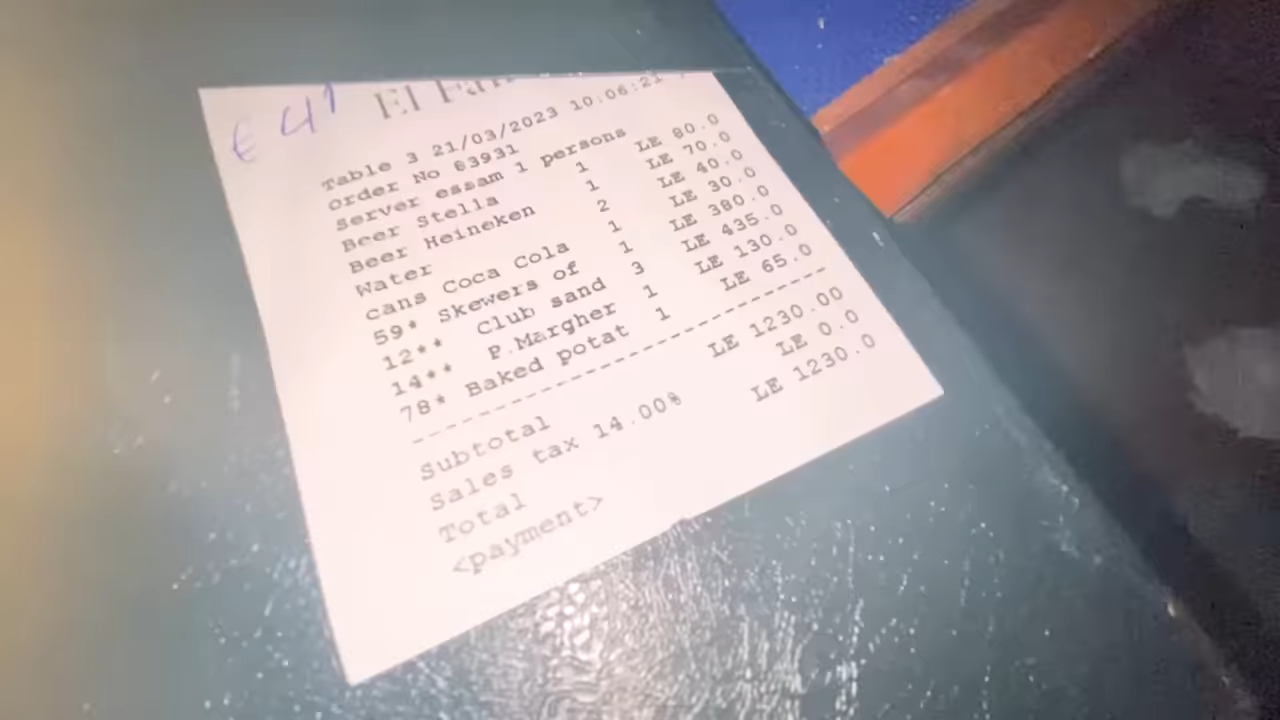 € 41
El Fan
Table 3 21/03/2023 10:06:21
Order No 63931
server essam 1 persons
Beer Stella 1 LE 80.0
Beer Heineken 1 LE 70.0
Water 2 LE 40.0
cans Coca Cola 1 LE 30.0
59* Skewers of 1 LE 380.0
12** Club sand 3 LE 435.0
14** P.Margher 1 LE 130.0
78* Baked potat 1 LE 65.0
--------------------------------
Subtotal LE 1230.00
Sales tax 14.00% LE 0.0
Total LE 1230.0
<payment>